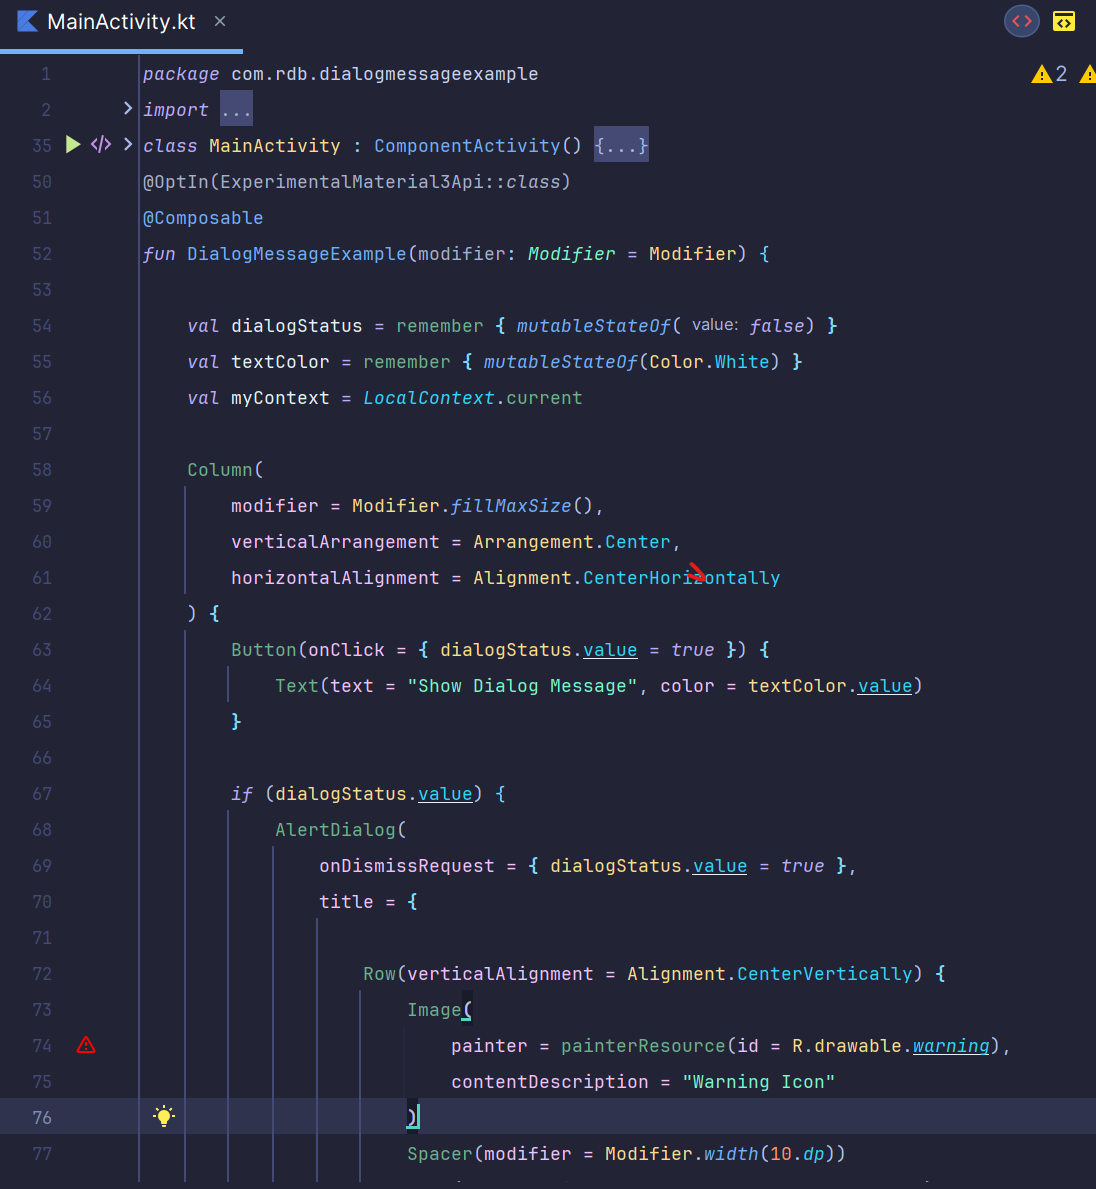 MainActivity.kt
2
1 package com.rdb.dialogmessageexample
2 import ...
35 class MainActivity : ComponentActivity() {...}
50 @OptIn(ExperimentalMaterial3Api::class)
51 @Composable
52 fun DialogMessageExample(modifier: Modifier = Modifier) {
53
54 val dialogStatus = remember { mutableStateOf( value: false) }
55 val textColor = remember { mutableStateOf(Color.White) }
56 val myContext = LocalContext.current
57
58 Column(
59 modifier = Modifier.fillMaxSize(),
60 verticalArrangement = Arrangement.Center,
61 horizontalAlignment = Alignment.CenterHorizontally
62 ) {
63 Button(onClick = { dialogStatus.value = true }) {
64 Text(text = "Show Dialog Message", color = textColor.value)
65 }
66
67 if (dialogStatus.value) {
68 AlertDialog(
69 onDismissRequest = { dialogStatus.value = true },
70 title = {
71
72 Row(verticalAlignment = Alignment.CenterVertically) {
73 Image(
74 painter = painterResource(id = R.drawable.warning),
75 contentDescription = "Warning Icon"
76 )
77 Spacer(modifier = Modifier.width(10.dp))